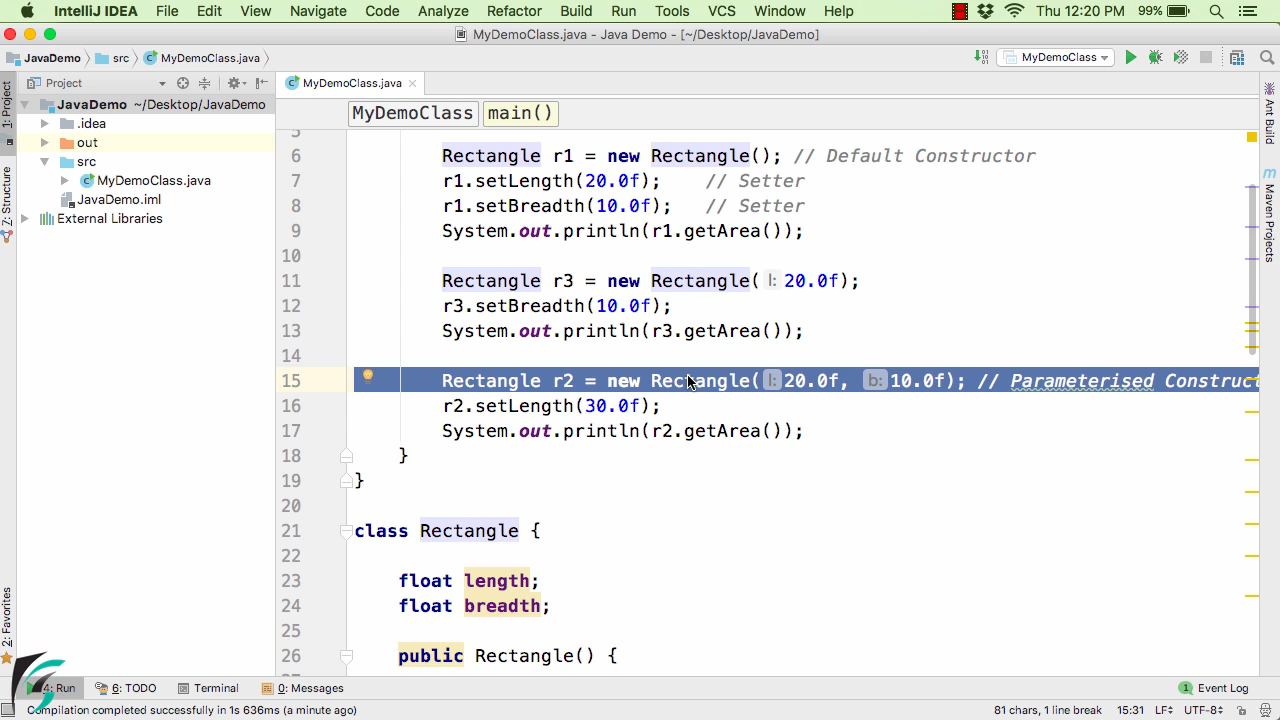 IntelliJ IDEA File Edit View Navigate Code Analyze Refactor Build Run Tools VCS Window Help Thu 12:20 PM 99%
MyDemoClass.java - Java Demo - [~/Desktop/JavaDemo]
JavaDemo src MyDemoClass.java MyDemoClass
Project MyDemoClass.java
JavaDemo ~/Desktop/JavaDemo
.idea
out
src
MyDemoClass.java
JavaDemo.iml
External Libraries
1: Project
Z: Structure
2: Favorites
MyDemoClass main()
5
6 Rectangle r1 = new Rectangle(); // Default Constructor
7 r1.setLength(20.0f); // Setter
8 r1.setBreadth(10.0f); // Setter
9 System.out.println(r1.getArea());
10
11 Rectangle r3 = new Rectangle( l: 20.0f);
12 r3.setBreadth(10.0f);
13 System.out.println(r3.getArea());
14
15 Rectangle r2 = new Rectangle( l: 20.0f, b: 10.0f); // Parameterised Construct
16 r2.setLength(30.0f);
17 System.out.println(r2.getArea());
18 }
19 }
20
21 class Rectangle {
22
23 float length;
24 float breadth;
25
26 public Rectangle() {
Ant Build
m Maven Projects
4: Run 6: TODO Terminal 0: Messages 1 Event Log
Compilation completed successfully in 1s 636ms (a minute ago) 81 chars, 1 line break 15:31 LF UTF-8